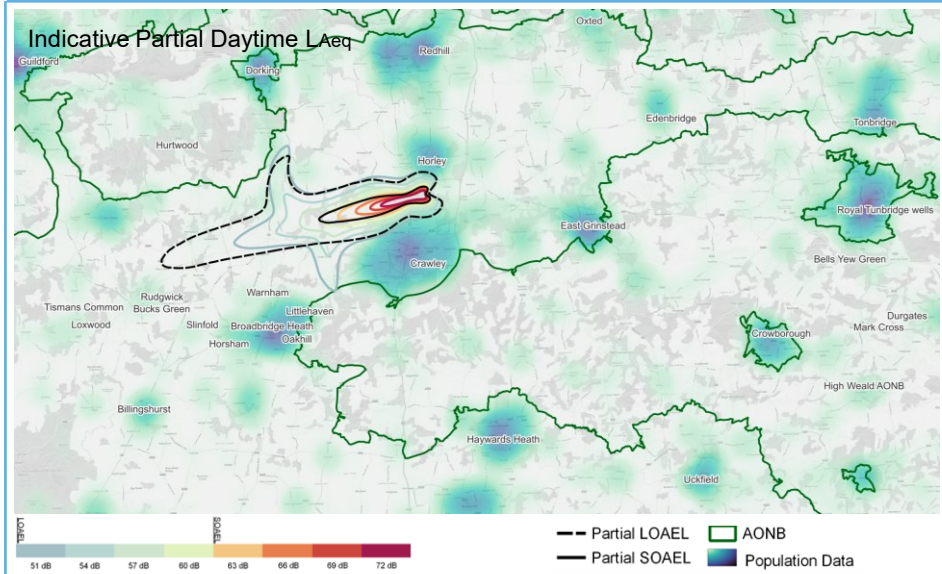 Indicative Partial Daytime LAeq
Oxted
Guildford
Redhill
Dorking
Edenbridge
Tonbridge
Hurtwood
Horley
Royal Tunbridge wells
East Grinstead
Bells Yew Green
Crawley
Warnham
Rudgwick
Tismans Common
Bucks Green
Littlehaven
Loxwood
Slinfold
Broadbridge Heath
Durgates
Mark Cross
Crowborough
Horsham
Oakhill
High Weald AONB
Billingshurst
Haywards Heath
Uckfield
LOAEL
SOAEL
51 dB 54 dB 57 dB 60 dB 63 dB 66 dB 69 dB 72 dB
Partial LOAEL
AONB
Partial SOAEL
Population Data